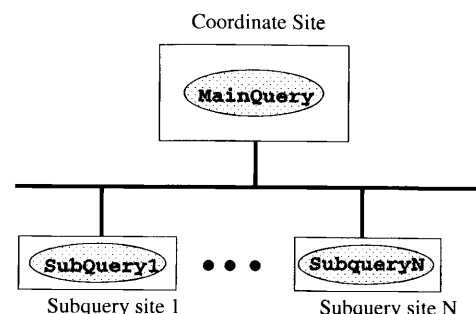 Coordinate Site
MainQuery
SubQuery1
SubqueryN
Subquery site 1
Subquery site N